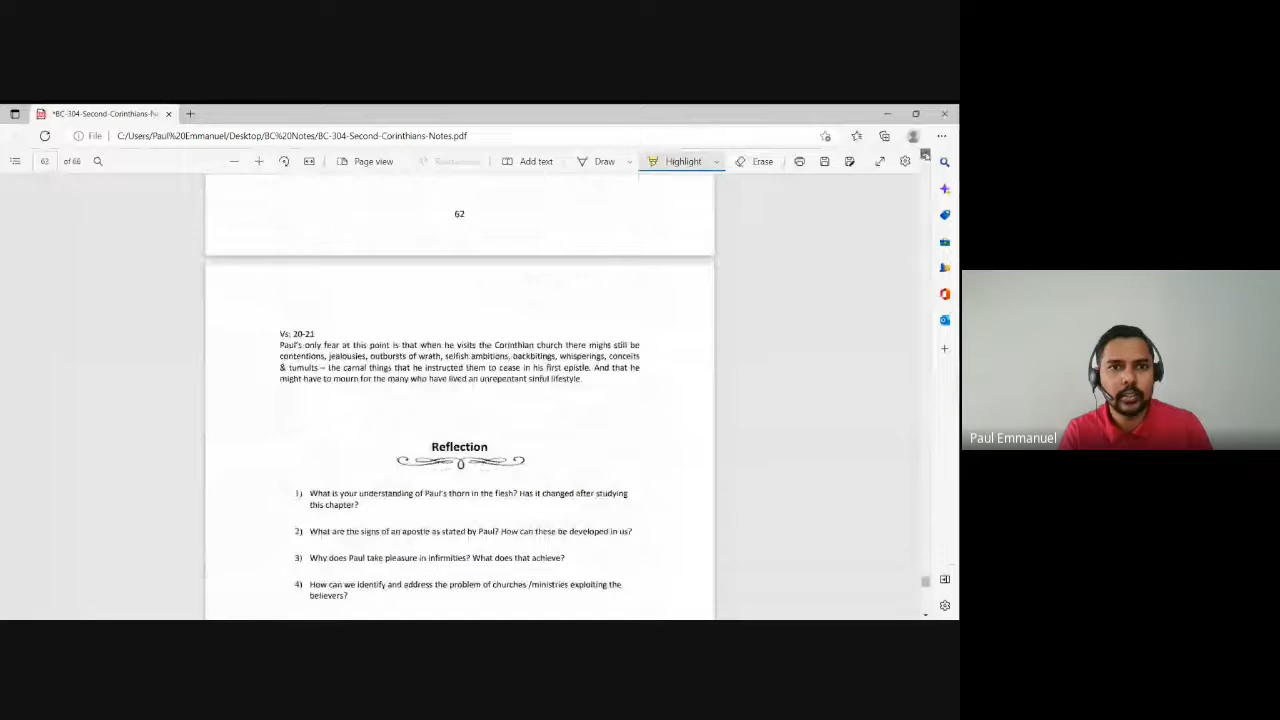 *BC-304-Second-Corinthians-N
File
C:/Users/Paul%20Emmanuel/Desktop/BC%20Notes/BC-304-Second-Corinthians-Notes.pdf
63 of 66
Page view
Add text
Draw
Highlight
Erase
62
Vs: 20-21
Paul's only fear at this point is that when he visits the Corinthian church there might still be
contentions, jealousies, outbursts of wrath, selfish ambitions, backbitings, whisperings, conceits
& tumults – the carnal things that he instructed them to cease in his first epistle. And that he
might have to mourn for the many who have lived an unrepentant sinful lifestyle.
Reflection
1) What is your understanding of Paul's thorn in the flesh? Has it changed after studying
this chapter?
2) What are the signs of an apostle as stated by Paul? How can these be developed in us?
3) Why does Paul take pleasure in infirmities? What does that achieve?
4) How can we identify and address the problem of churches /ministries exploiting the
believers?
Paul Emmanuel